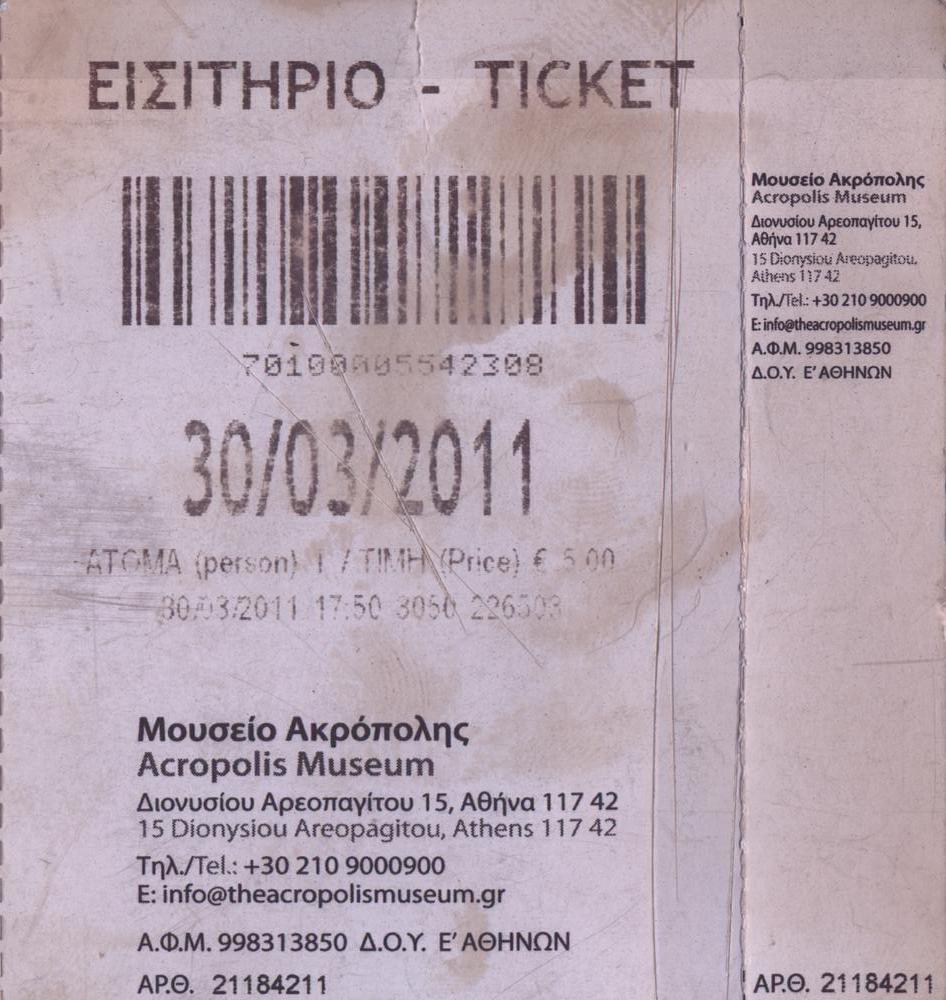 ΕΙΣΙΤΗΡΙΟ - TICKET
70100005542308
30/03/2011
ΑΤΟΜΑ (person) 1 / ΤΙΜΗ (Price) € 5.00
30/03/2011 17:50 3050 226503
Μουσείο Ακρόπολης
Acropolis Museum
Διονυσίου Αρεοπαγίτου 15, Αθήνα 117 42
15 Dionysiou Areopagitou, Athens 117 42
Τηλ./Tel.: +30 210 9000900
E: info@theacropolismuseum.gr
Α.Φ.Μ. 998313850 Δ.Ο.Υ. Ε' ΑΘΗΝΩΝ
ΑΡ.Θ. 21184211
Μουσείο Ακρόπολης
Acropolis Museum
Διονυσίου Αρεοπαγίτου 15,
Αθήνα 117 42
15 Dionysiou Areopagitou,
Athens 117 42
Τηλ./Tel.: +30 210 9000900
E: info@theacropolismuseum.gr
Α.Φ.Μ. 998313850
Δ.Ο.Υ. Ε' ΑΘΗΝΩΝ
ΑΡ.Θ. 21184211